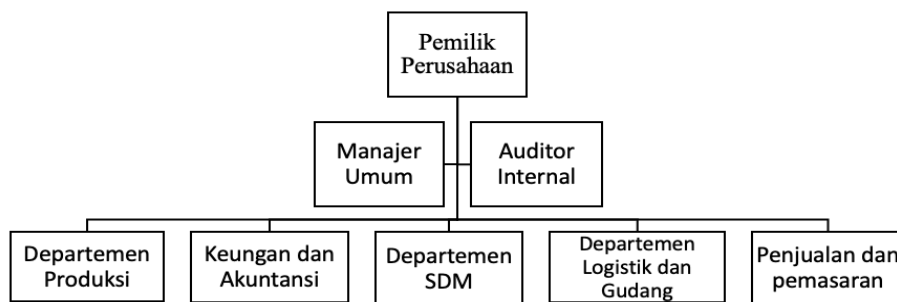 Pemilik
Perusahaan
Manajer
Umum
Auditor
Internal
Departemen
Produksi
Keungan dan
Akuntansi
Departemen
SDM
Departemen
Logistik dan
Gudang
Penjualan dan
pemasaran